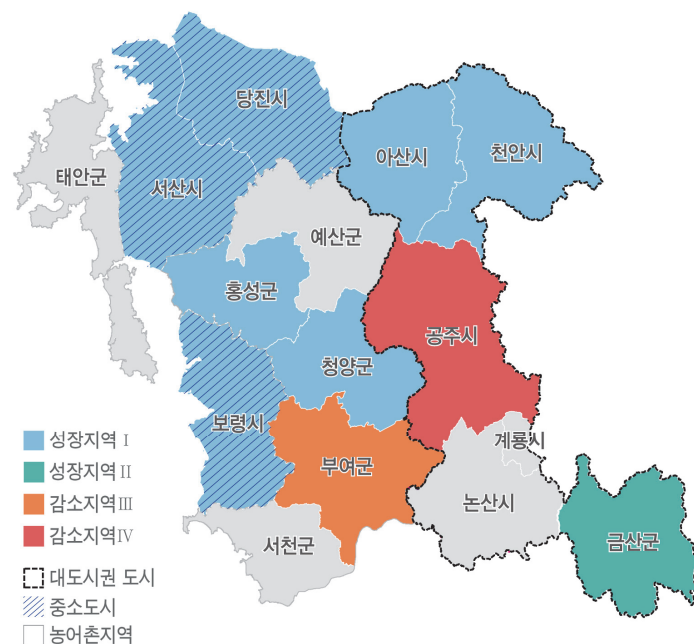 당진시
아산시
천안시
태안군
서산시
예산군
홍성군
공주시
청양군
보령시
계룡시
부여군
논산시
서천군
금산군
성장지역 Ⅰ
성장지역 Ⅱ
감소지역Ⅲ
감소지역Ⅳ
대도시권 도시
중소도시
농어촌지역